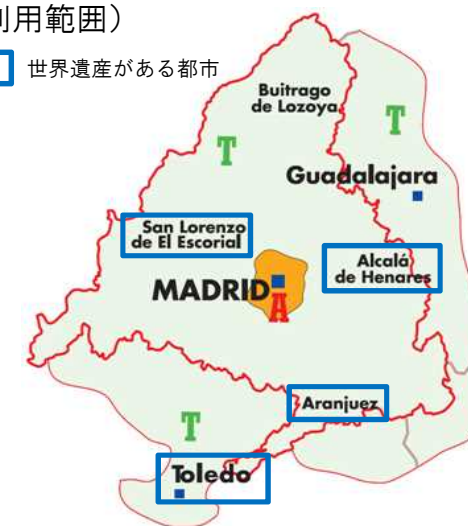 利用範囲）
世界遺産がある都市
Buitrago
de Lozoya
T
T
Guadalajara
San Lorenzo
de El Escorial
Alcalá
de Henares
MADRID
A
Aranjuez
T
Toledo